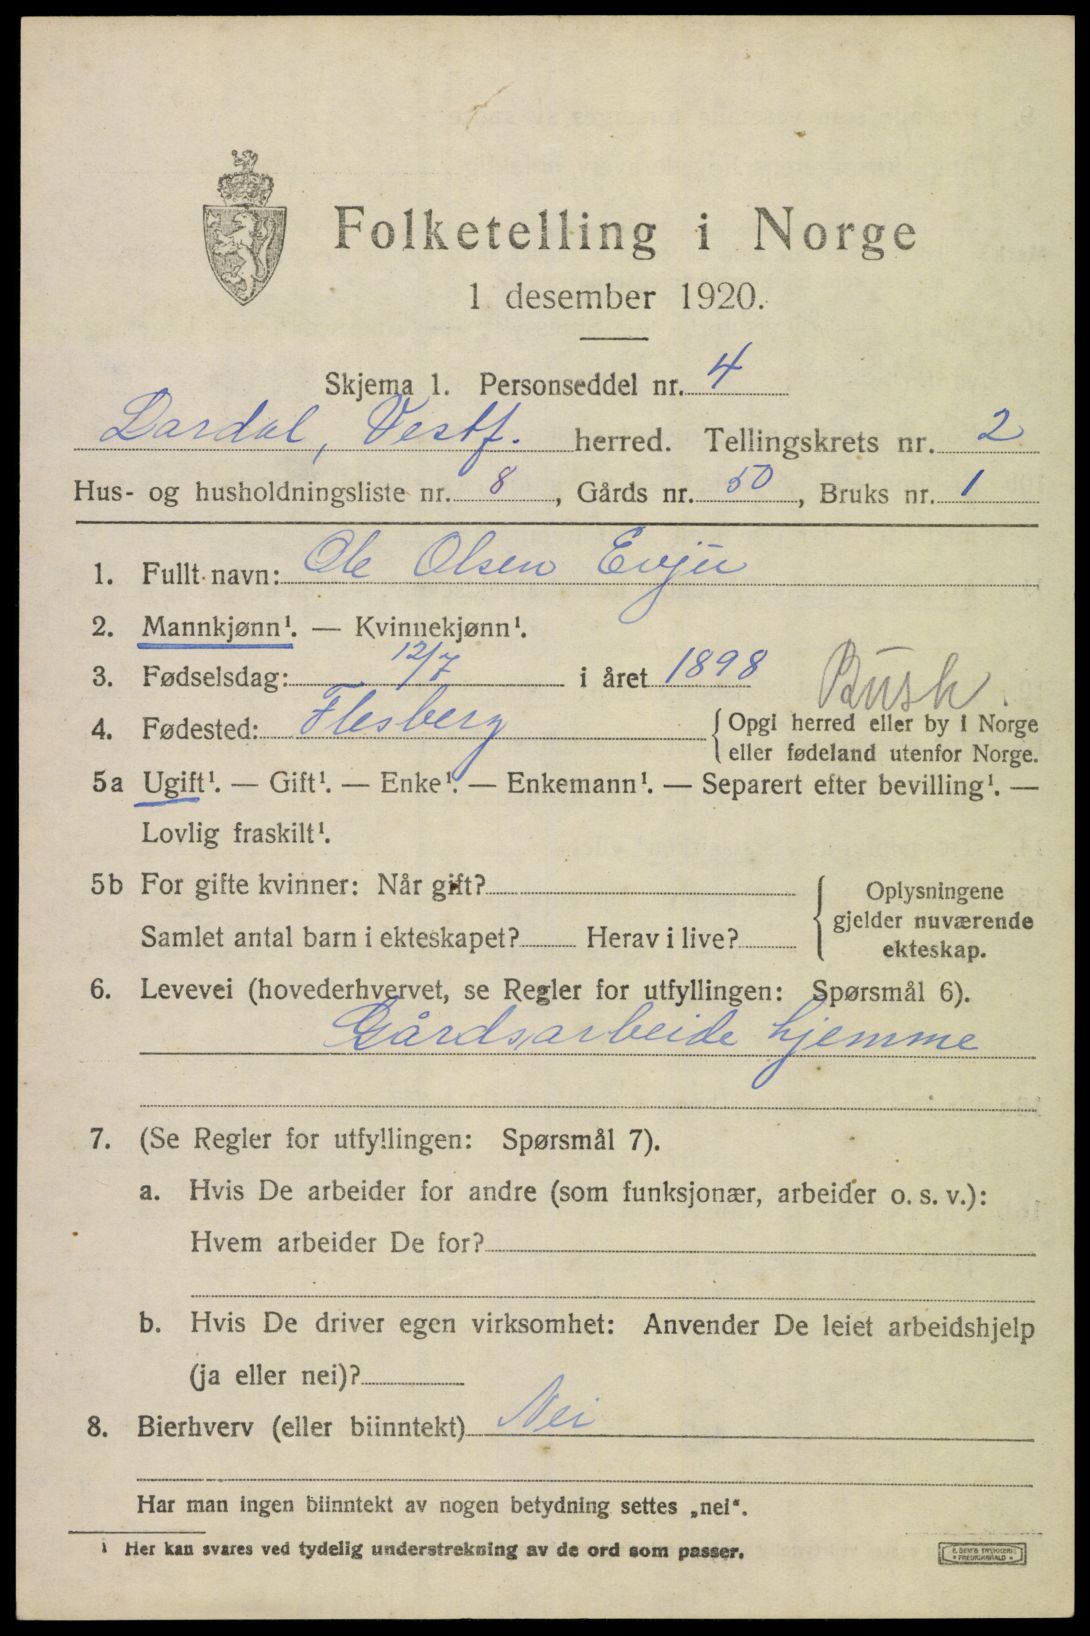 Folketelling i Norge
1 desember 1920.
Skjema 1. Personseddel nr. 4
Lardal, Vestf. herred. Tellingskrets nr. 2
Hus- og husholdningsliste nr. 8, Gårds nr. 50, Bruks nr. 1
1. Fullt navn: Ole Olsen Evju
2. Mannkjønn¹. — Kvinnekjønn¹.
3. Fødselsdag: 12/7 i året 1898
4. Fødested: Flesberg Busk. {Opgi herred eller by i Norge
eller fødeland utenfor Norge.
5a Ugift¹. — Gift¹. — Enke¹. — Enkemann¹. — Separert efter bevilling¹. —
Lovlig fraskilt¹.
5b For gifte kvinner: Når gift?
Samlet antal barn i ekteskapet? Herav i live?
{Oplysningene
gjelder nuværende
ekteskap.
6. Levevei (hovederhvervet, se Regler for utfyllingen: Spørsmål 6).
Gårdsarbeide hjemme
7. (Se Regler for utfyllingen: Spørsmål 7).
a. Hvis De arbeider for andre (som funksjonær, arbeider o. s. v.):
Hvem arbeider De for?
b. Hvis De driver egen virksomhet: Anvender De leiet arbeidshjelp
(ja eller nei)?
8. Bierhverv (eller biinntekt) Nei
Har man ingen biinntekt av nogen betydning settes „nei“.
¹ Her kan svares ved tydelig understrekning av de ord som passer.